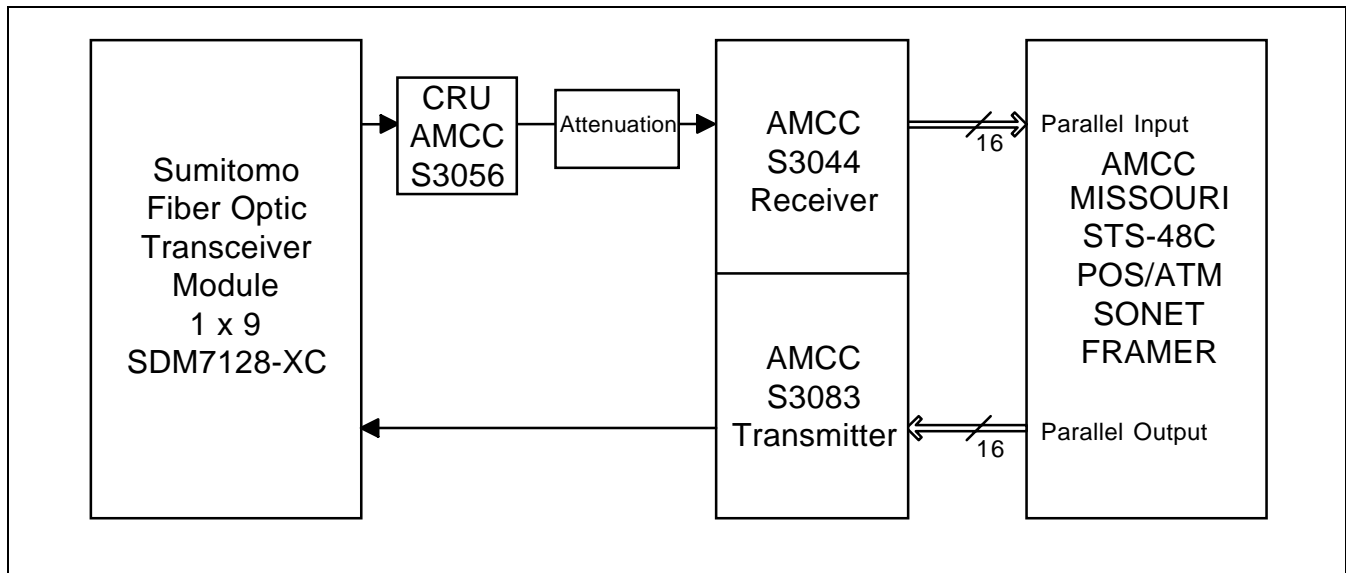 Sumitomo
Fiber Optic
Transceiver
Module
1 x 9
SDM7128-XC
CRU
AMCC
S3056
Attenuation
AMCC
S3044
Receiver
AMCC
S3083
Transmitter
16
16
Parallel Input
AMCC
MISSOURI
STS-48C
POS/ATM
SONET
FRAMER
Parallel Output